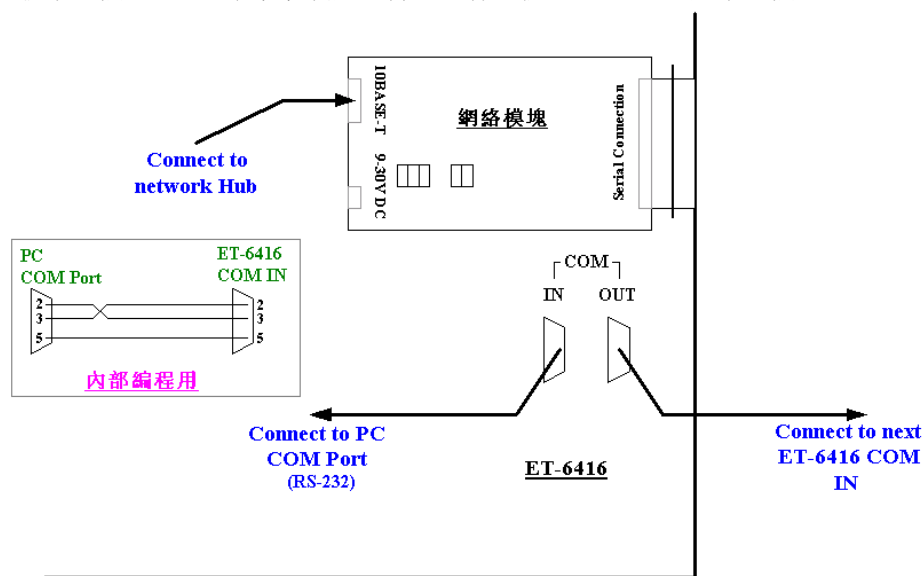 10BASE-T
9-30V DC
網絡模塊
Serial Connection
Connect to
network Hub
PC
COM Port
ET-6416
COM IN
2
3
5
2
3
5
內部編程用
COM
IN
OUT
Connect to PC
COM Port
(RS-232)
ET-6416
Connect to next
ET-6416 COM
IN